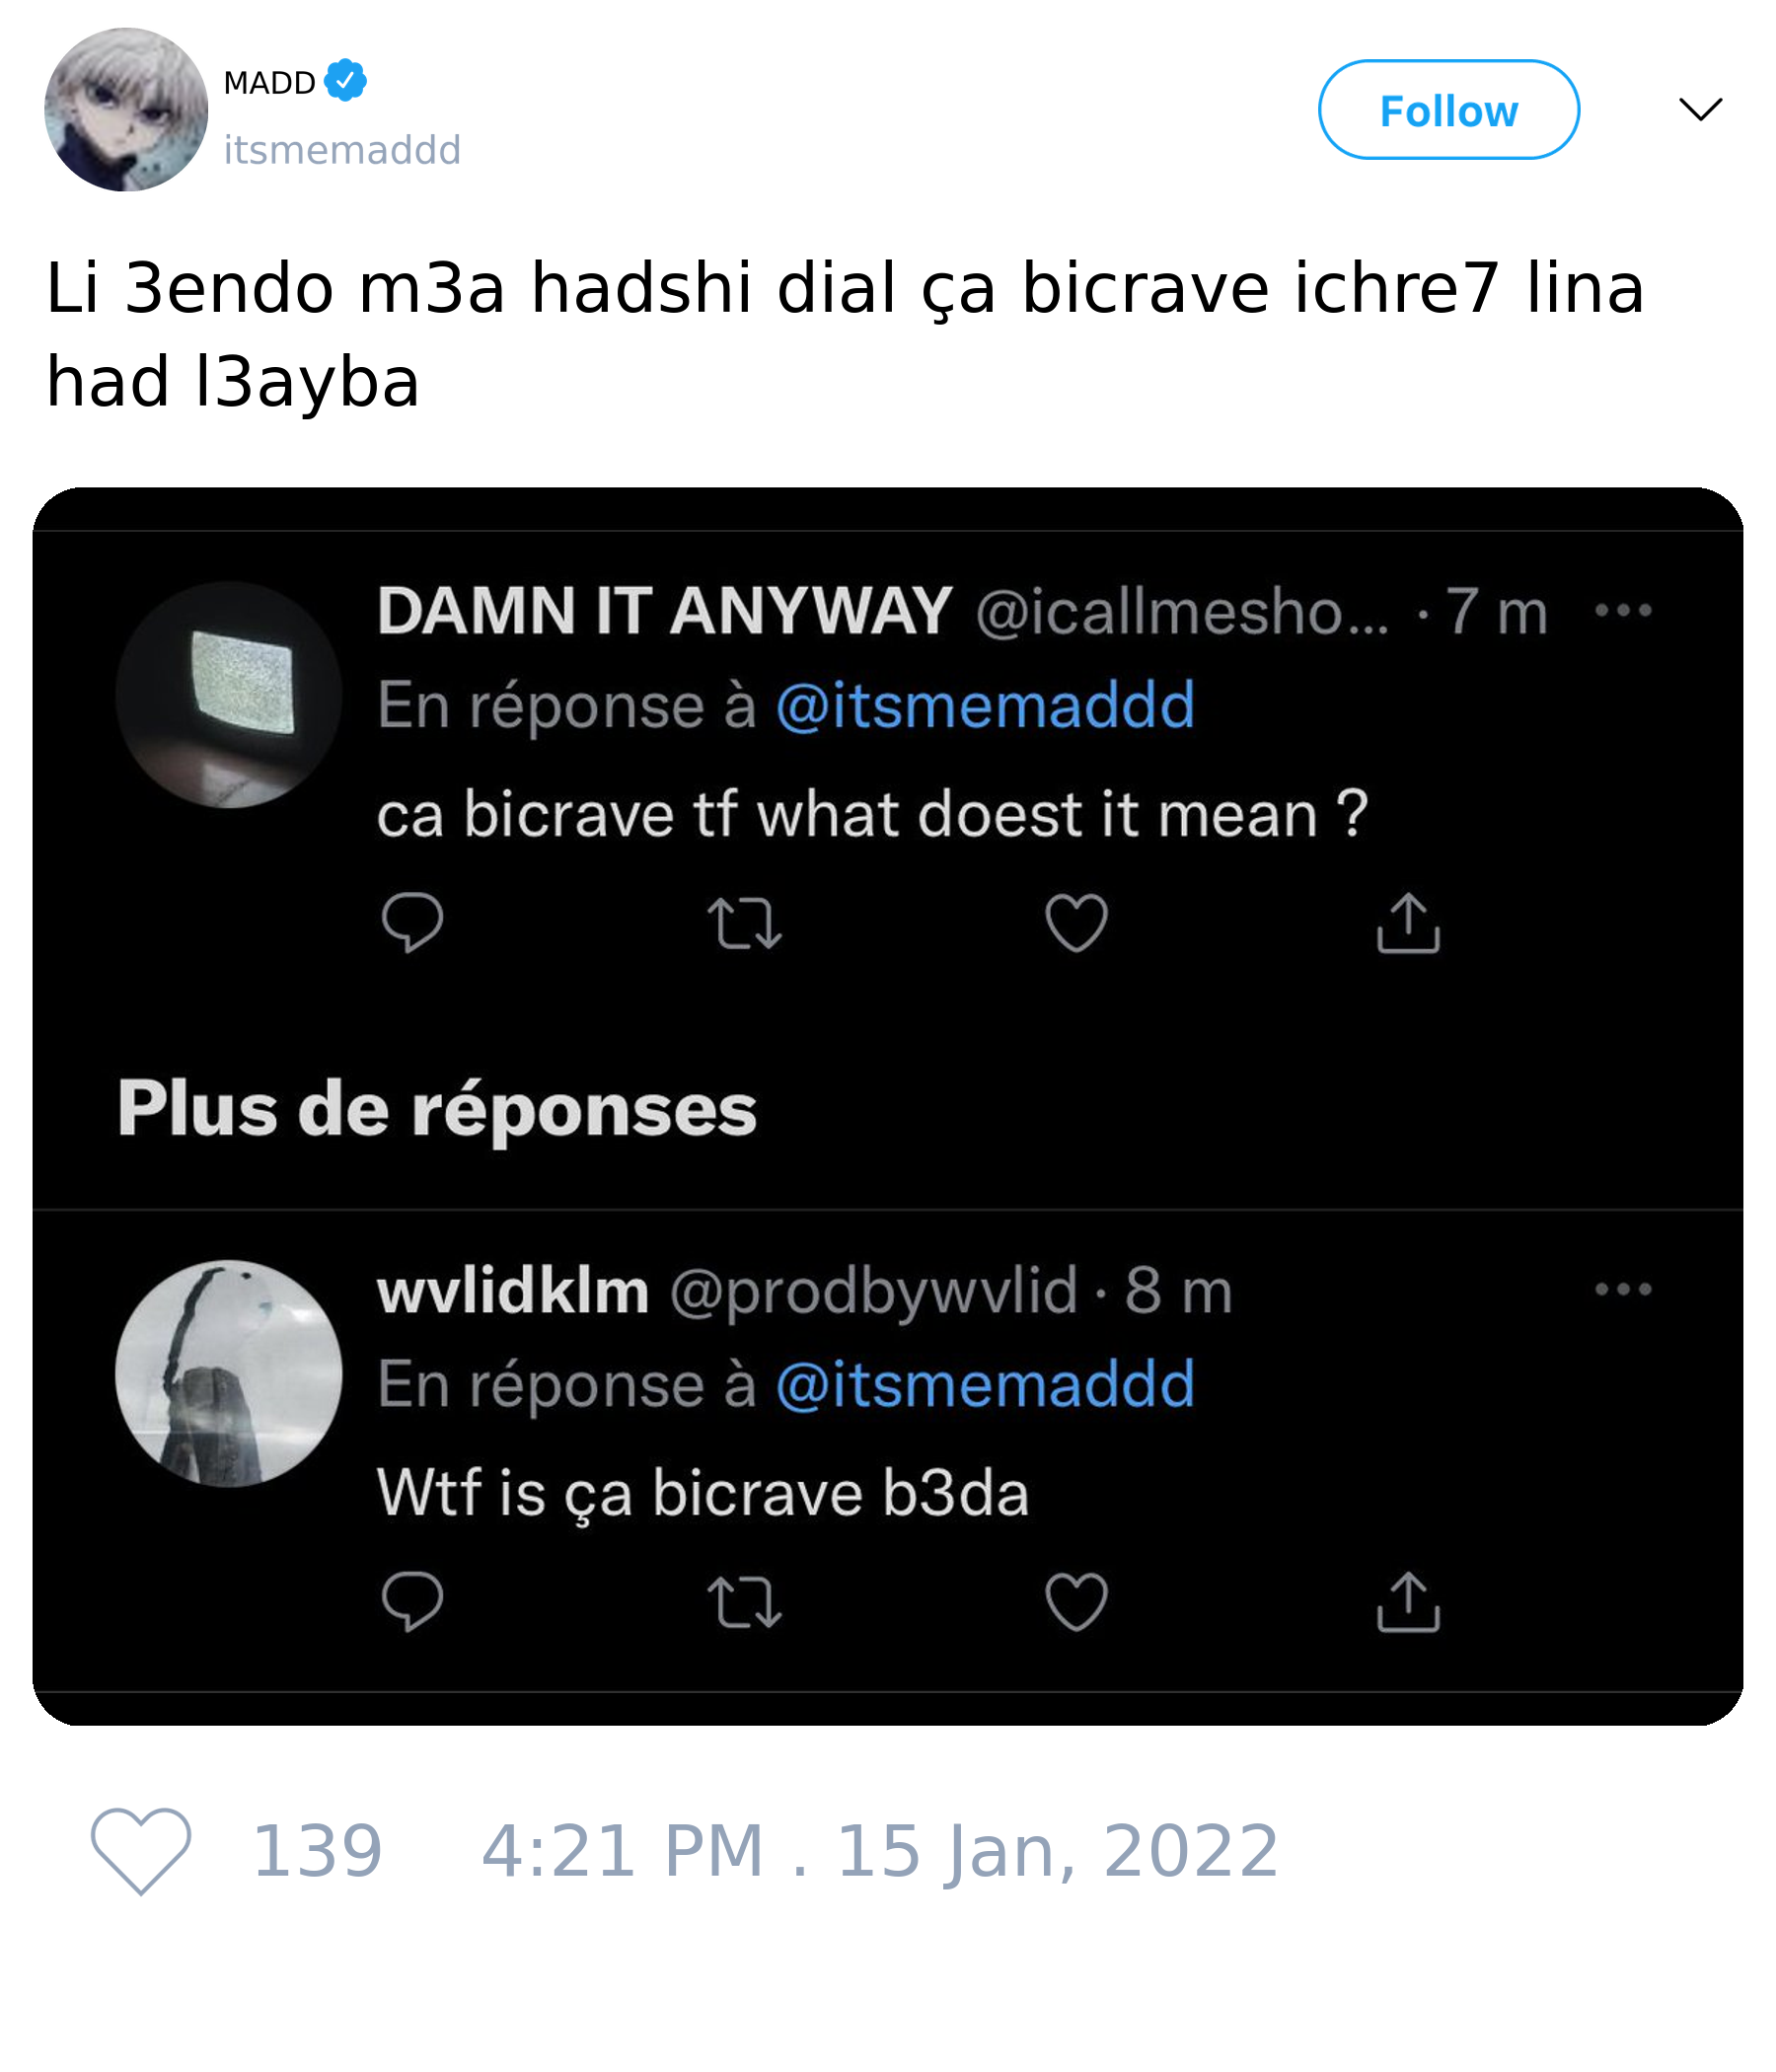 MADD
itsmemaddd
Follow
Li 3endo m3a hadshi dial ça bicrave ichre7 lina
had l3ayba
DAMN IT ANYWAY @icallmesho... · 7 m
En réponse à @itsmemaddd
ca bicrave tf what doest it mean ?
Plus de réponses
wvlidklm @prodbywvlid · 8 m
En réponse à @itsmemaddd
Wtf is ça bicrave b3da
139 4:21 PM . 15 Jan, 2022